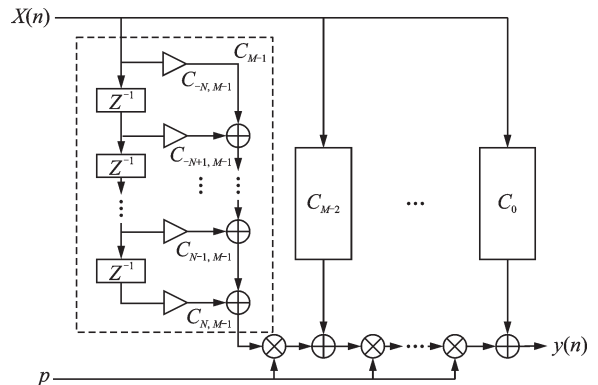 X(n)
C_{M-1}
C_{-N, M-1}
Z^{-1}
C_{-N+1, M-1}
Z^{-1}
C_{M-2}
...
C_0
C_{N-1, M-1}
Z^{-1}
C_{N, M-1}
...
y(n)
p